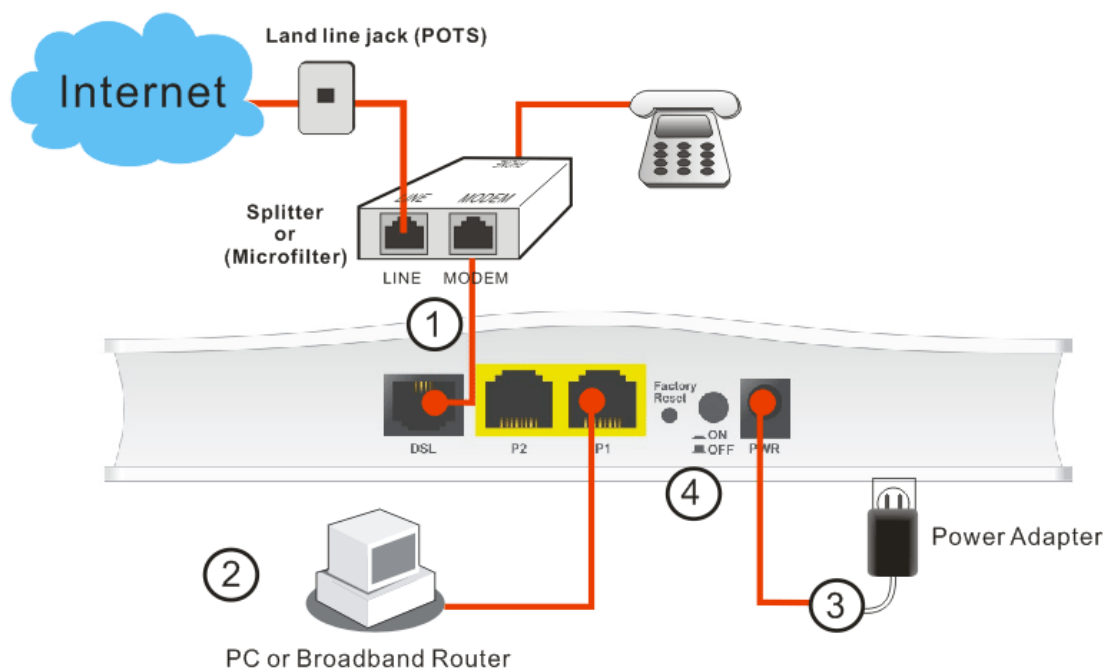 Land line jack (POTS)
Internet
PHONE
LINE
MODEM
Splitter
or
(Microfilter)
LINE
MODEM
1
Factory
Reset
ON
OFF
DSL
P2
P1
PWR
4
Power Adapter
2
3
PC or Broadband Router